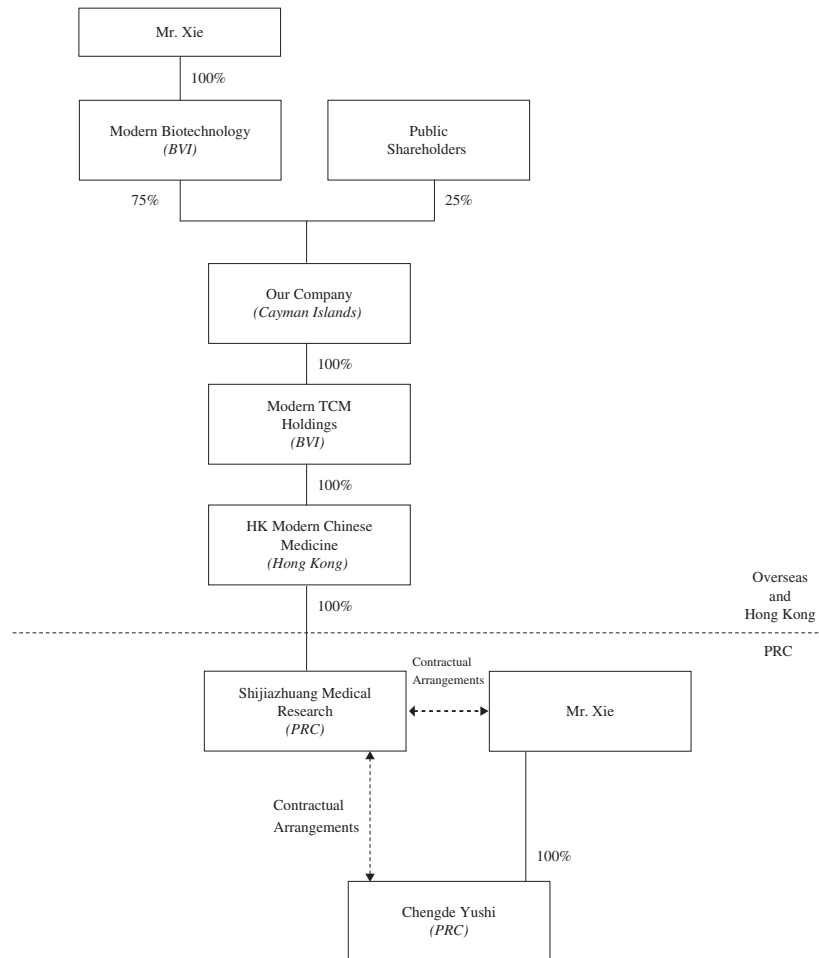 Mr. Xie
100%
Modern Biotechnology
(BVI)
Public
Shareholders
75%
25%
Our Company
(Cayman Islands)
100%
Modern TCM
Holdings
(BVI)
100%
HK Modern Chinese
Medicine
(Hong Kong)
100%
Overseas
and
Hong Kong
PRC
Contractual
Arrangements
Shijiazhuang Medical
Research
(PRC)
Mr. Xie
Contractual
Arrangements
100%
Chengde Yushi
(PRC)